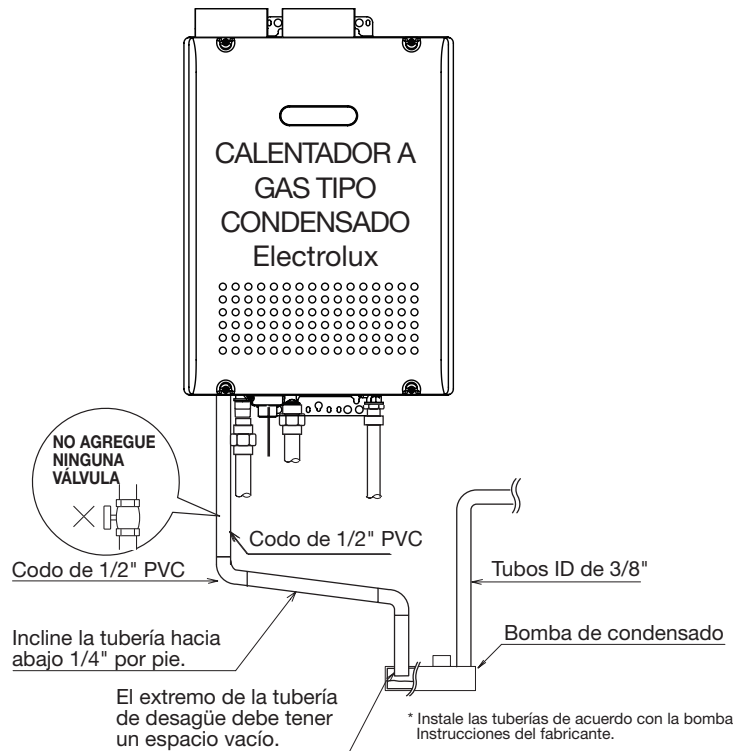 CALENTADOR A
GAS TIPO
CONDENSADO
Electrolux
NO AGREGUE
NINGUNA
VÁLVULA
Codo de 1/2" PVC
Codo de 1/2" PVC
Tubos ID de 3/8"
Incline la tubería hacia
abajo 1/4" por pie.
Bomba de condensado
El extremo de la tubería
de desagüe debe tener
un espacio vacío.
* Instale las tuberías de acuerdo con la bomba
Instrucciones del fabricante.